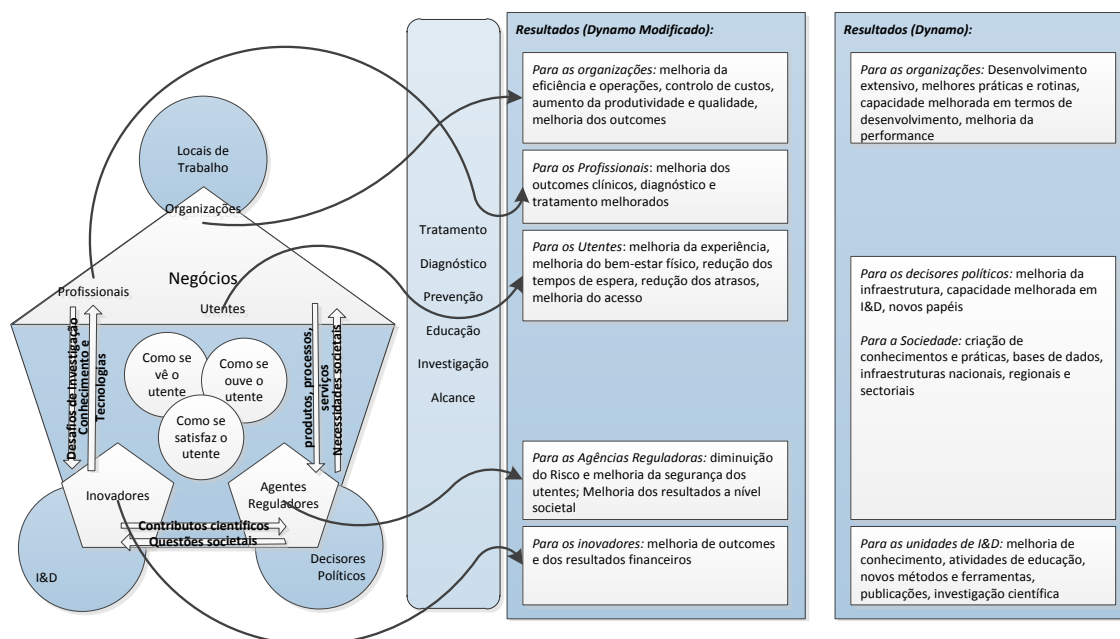 Locais de
Trabalho
Organizações
Negócios
Profissionais
Utentes
Desafios de Investigação
Conhecimento e
Tecnologias
Como se
vê o
utente
Como se
ouve o
utente
Como se
satisfaz o
utente
produtos, processos,
serviços
Necessidades societais
Inovadores
Agentes
Reguladores
Contributos científicos
Questões societais
I&D
Decisores
Políticos
Tratamento
Diagnóstico
Prevenção
Educação
Investigação
Alcance
Resultados (Dynamo Modificado):
Para as organizações: melhoria da
eficiência e operações, controlo de custos,
aumento da produtividade e qualidade,
melhoria dos outcomes
Para os Profissionais: melhoria dos
outcomes clínicos, diagnóstico e
tratamento melhorados
Para os Utentes: melhoria da experiência,
melhoria do bem-estar físico, redução dos
tempos de espera, redução dos atrasos,
melhoria do acesso
Para as Agências Reguladoras: diminuição
do Risco e melhoria da segurança dos
utentes; Melhoria dos resultados a nível
societal
Para os inovadores: melhoria de outcomes
e dos resultados financeiros
Resultados (Dynamo):
Para as organizações: Desenvolvimento
extensivo, melhores práticas e rotinas,
capacidade melhorada em termos de
desenvolvimento, melhoria da
performance
Para os decisores políticos: melhoria da
infraestrutura, capacidade melhorada em
I&D, novos papéis
Para a Sociedade: criação de
conhecimentos e práticas, bases de dados,
infraestruturas nacionais, regionais e
sectoriais
Para as unidades de I&D: melhoria de
conhecimento, atividades de educação,
novos métodos e ferramentas,
publicações, investigação científica